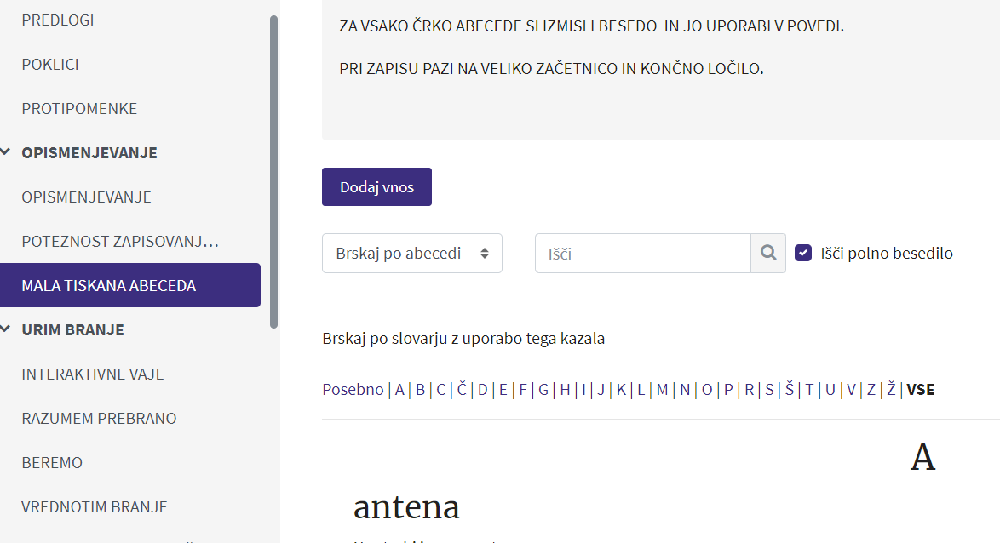 PREDLOGI
POKLICI
PROTIPOMENKE
OPISMENJEVANJE
OPISMENJEVANJE
POTEZNOST ZAPISOVANJ...
MALA TISKANA ABECEDA
URIM BRANJE
INTERAKTIVNE VAJE
RAZUMEM PREBRANO
BEREMO
VREDNOTIM BRANJE
ZA VSAKO ČRKO ABECEDE SI IZMISLI BESEDO IN JO UPORABI V POVEDI.
PRI ZAPISU PAZI NA VELIKO ZAČETNICO IN KONČNO LOČILO.
Dodaj vnos
Brskaj po abecedi
Išči
Išči polno besedilo
Brskaj po slovarju z uporabo tega kazala
Posebno | A | B | C | Č | D | E | F | G | H | I | J | K | L | M | N | O | P | R | S | Š | T | U | V | Z | Ž | VSE
A
antena